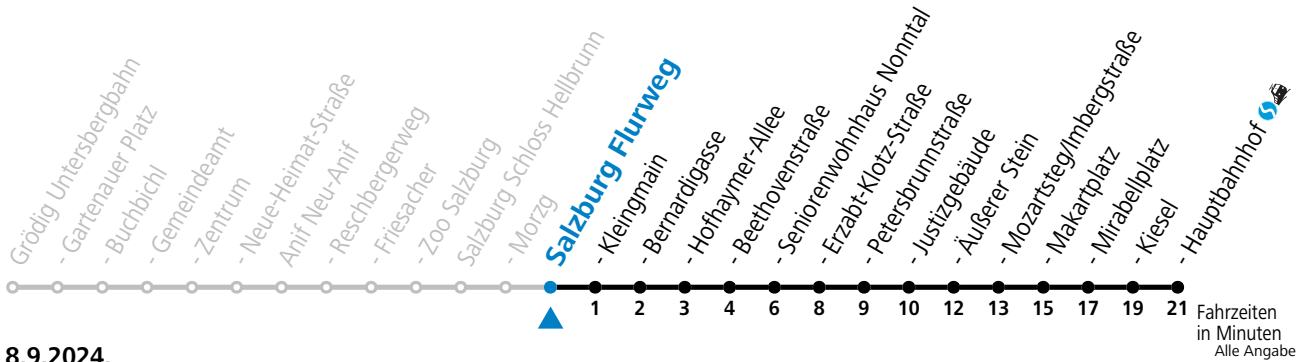 Grödig Untersbergbahn
- Gartenauer Platz
- Buchbichl
- Gemeindeamt
- Zentrum
- Neue-Heimat-Straße
Anif Neu-Anif
- Reschbergerweg
- Friesacher
- Zoo Salzburg
Salzburg Schloss Hellbrunn
- Morzg
Salzburg Flurweg
- Kleingmain
- Bernardigasse
- Hofhaymer-Allee
- Beethovenstraße
- Seniorenwohnhaus Nonntal
- Erzabt-Klotz-Straße
- Petersbrunnstraße
- Justizgebäude
- Äußerer Stein
- Mozartsteg/Imbergstraße
- Makartplatz
- Mirabellplatz
- Kiesel
- Hauptbahnhof
1 2 3 4 6 8 9 10 12 13 15 17 19 21
Fahrzeiten
in Minuten
Alle Angabe
8.9.2024.